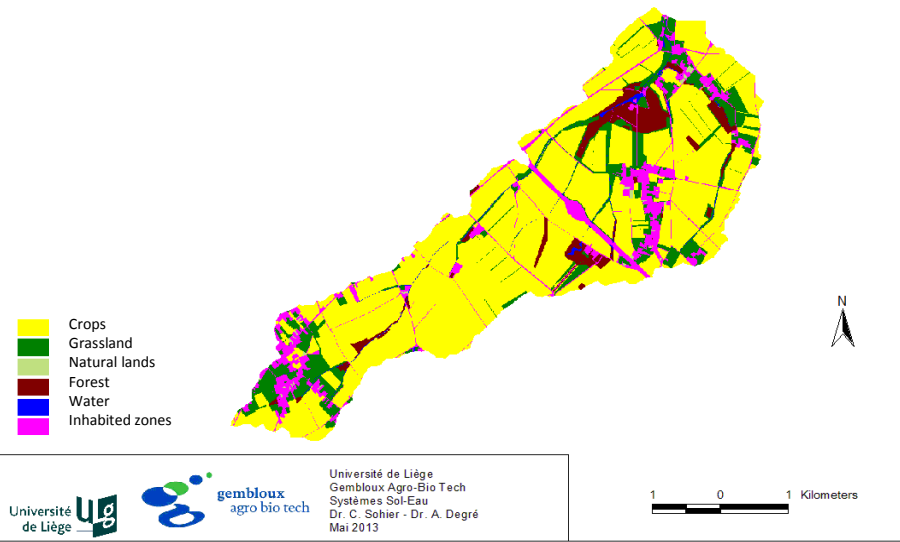 N
Crops
Grassland
Natural lands
Forest
Water
Inhabited zones
Université
de Liège
ULg
gembloux
agro bio tech
Université de Liège
Gembloux Agro-Bio Tech
Systèmes Sol-Eau
Dr. C. Sohier - Dr. A. Degré
Mai 2013
1 0 1 Kilometers